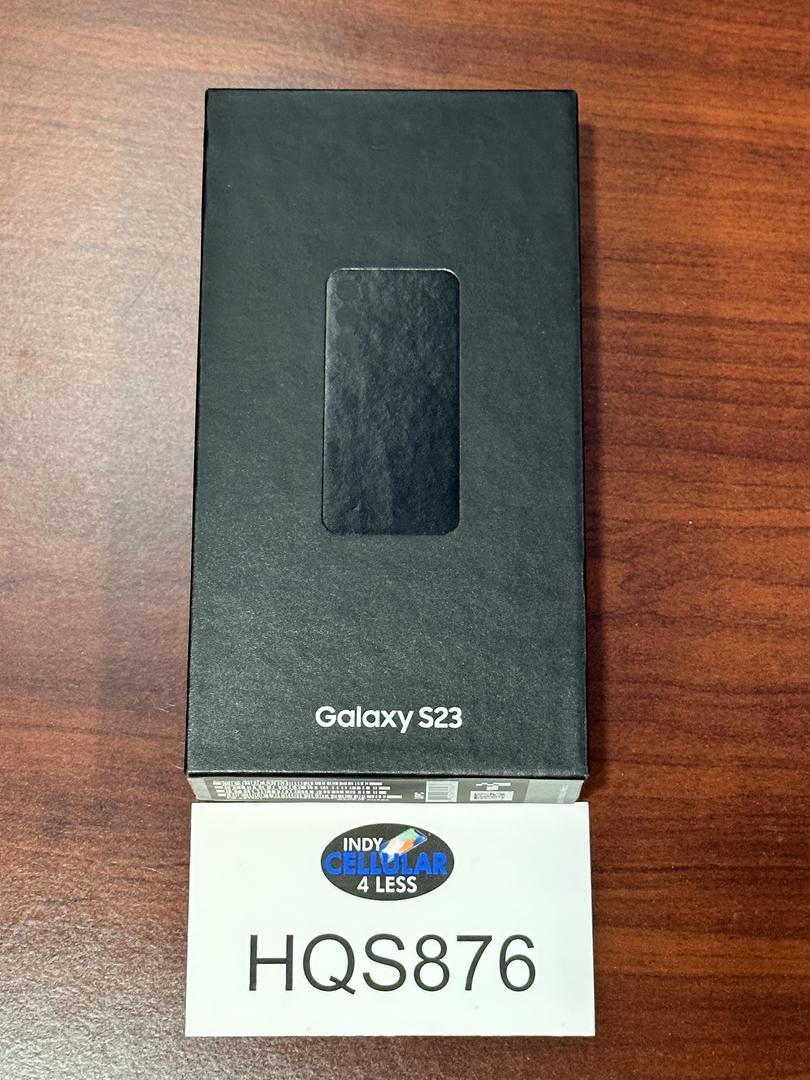 Galaxy S23
INDY
CELLULAR
4 LESS
HQS876